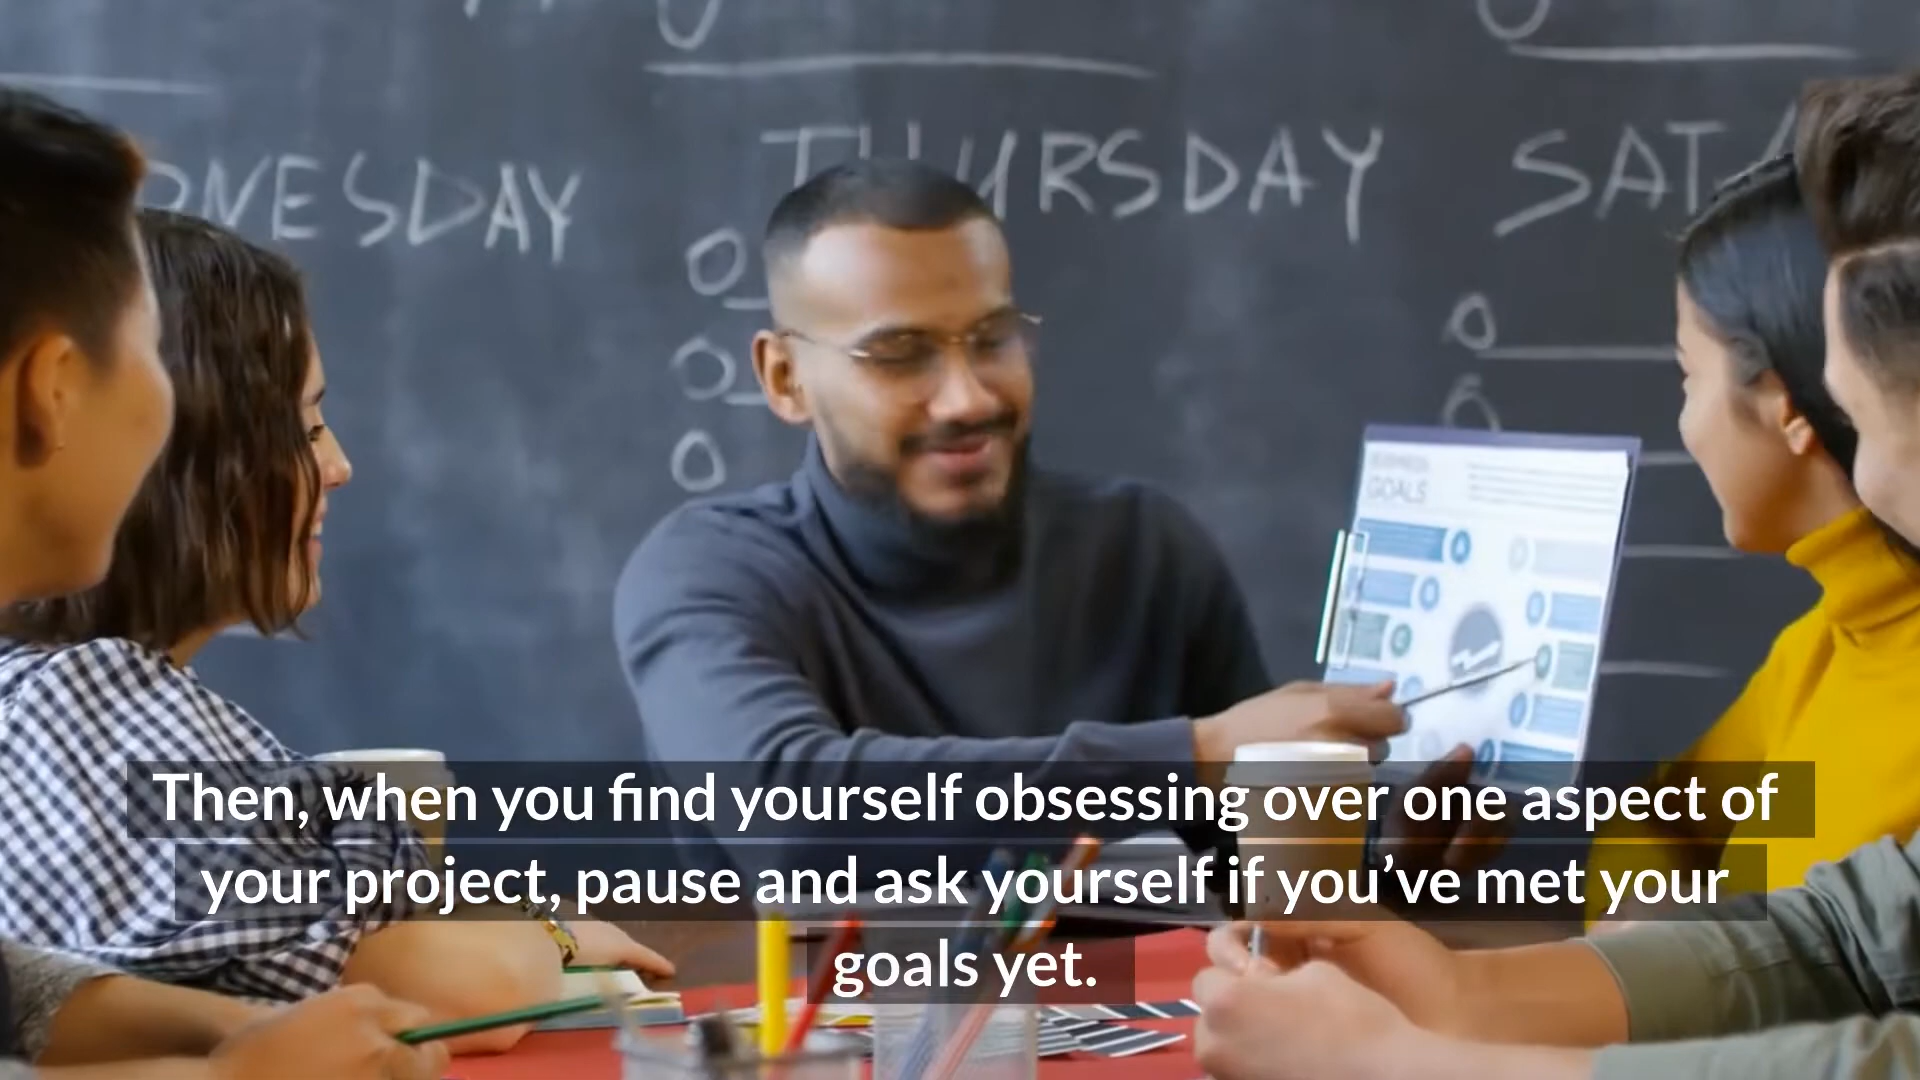 THURSDAY
NESDAY
SAT
GOALS
Then, when you find yourself obsessing over one aspect of
your project, pause and ask yourself if you’ve met your
goals yet.